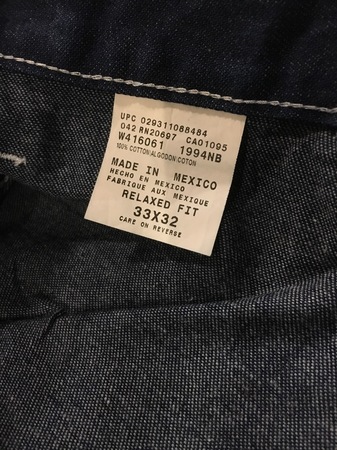 UPC 029311088484
042 RN20697 CA01095
W416061 1994NB
100% COTTON/ALGODON COTON
MADE IN MEXICO
HECHO EN MEXICO
FABRIQUE AUX MEXIQUE
RELAXED FIT
33X32
CARE ON REVERSE